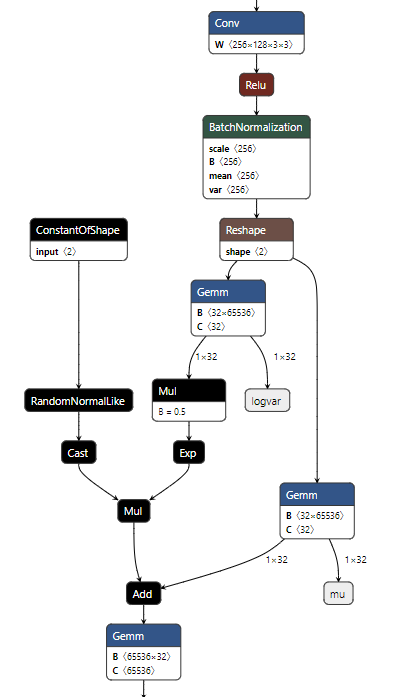 Conv
W 〈256×128×3×3〉
Relu
BatchNormalization
scale 〈256〉
B 〈256〉
mean 〈256〉
var 〈256〉
ConstantOfShape
input 〈2〉
Reshape
shape 〈2〉
Gemm
B 〈32×65536〉
C 〈32〉
1×32
1×32
Mul
B = 0.5
logvar
RandomNormalLike
Cast
Exp
Gemm
B 〈32×65536〉
C 〈32〉
Mul
1×32
1×32
Add
mu
Gemm
B 〈65536×32〉
C 〈65536〉